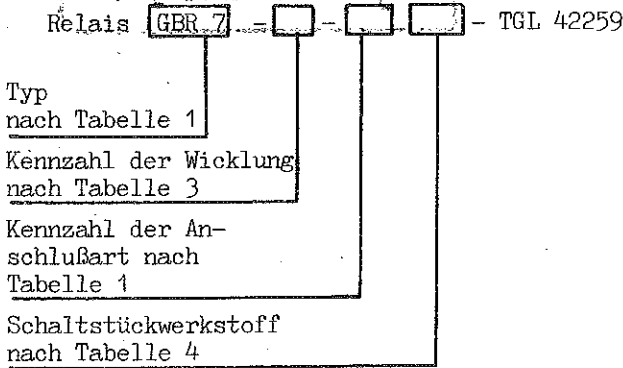 Relais GBR 7 - - - TGL 42259
Typ
nach Tabelle 1
Kennzahl der Wicklung
nach Tabelle 3
Kennzahl der An-
schlußart nach
Tabelle 1
Schaltstückwerkstoff
nach Tabelle 4